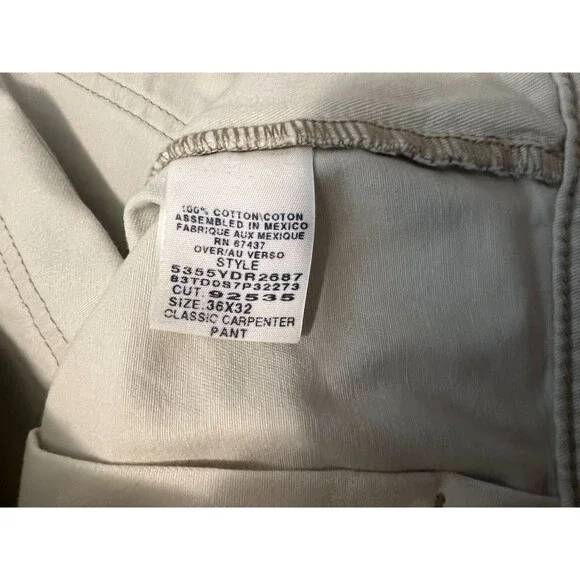 100% COTTON\COTON
ASSEMBLED IN MEXICO
FABRIQUE AUX MEXIQUE
RN 67437
OVER/AU VERSO
STYLE
5355YDR2687
83TD0S7P32273
CUT. 92535
SIZE. 36X32
CLASSIC CARPENTER
PANT